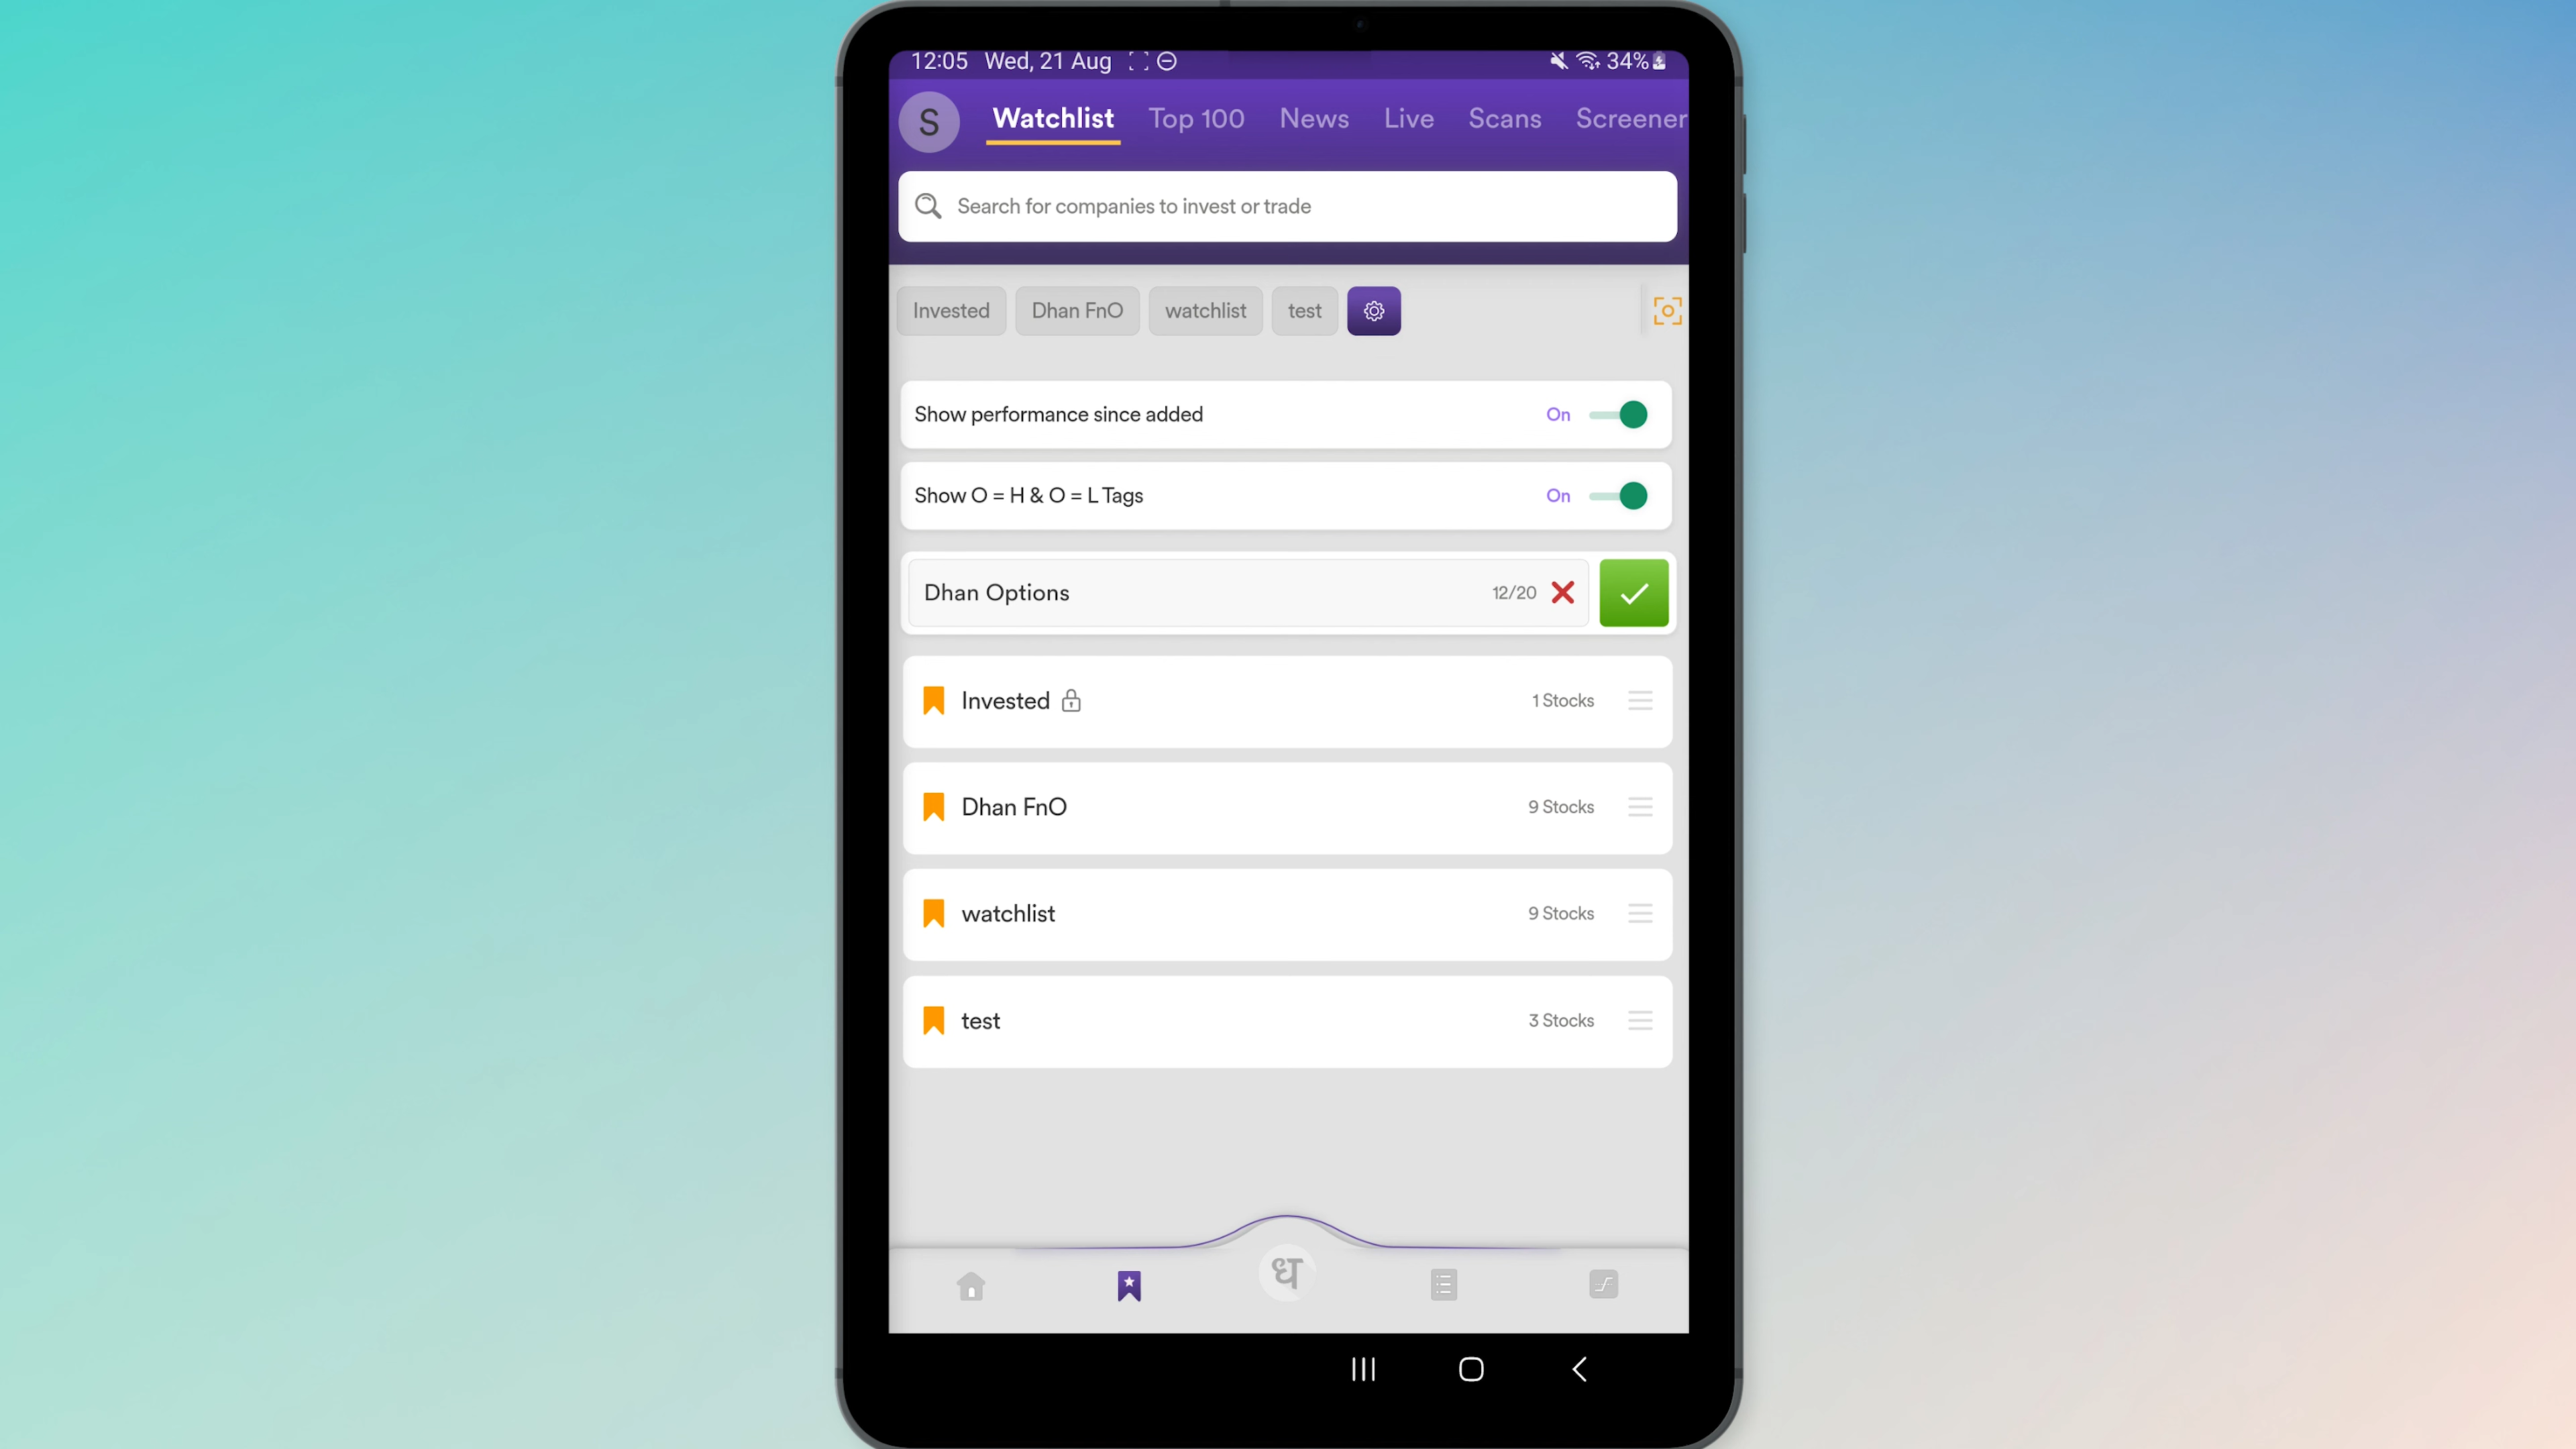 12:05 Wed, 21 Aug 34%
S Watchlist Top 100 News Live Scans Screener
Search for companies to invest or trade
Invested Dhan FnO watchlist test
Show performance since added On
Show O = H & O = L Tags On
Dhan Options 12/20
Invested 1 Stocks
Dhan FnO 9 Stocks
watchlist 9 Stocks
test 3 Stocks
ध